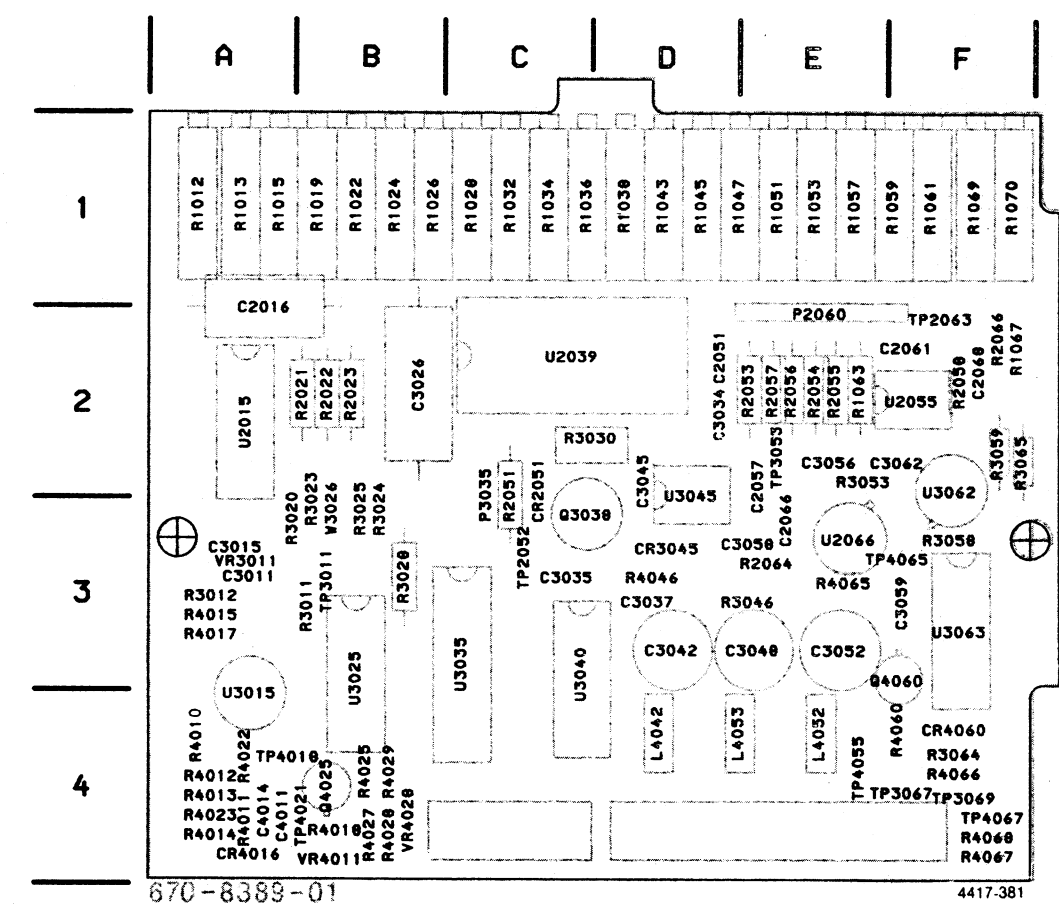 A B C D E F
1
R1012 R1013 R1015 R1019 R1022 R1024 R1026 R1028 R1032 R1034 R1036 R1038 R1043 R1045 R1047 R1051 R1053 R1057 R1059 R1061 R1069 R1070
2
C2016
U2015
R2021 R2022 R2023
C3026
U2039
R3030
C2051
C3034
P2060
TP2063
R2053 R2057 R2056 R2054 R2055 R1063
C2061
U2055
R2058
C2068
R2066
R1067
R3059
R3065
TP3053
C2057
C3056
C3062
R3053
U3062
C3045
U3045
P3035
R2051
CR2051
Q3038
3
R3020
R3023
W3026
R3025
R3024
C3015
VR3011
C3011
R3012
R4015
R4017
R3011
TP3011
R3028
U3025
U3035
TP2052
C3035
U3040
CR3045
R4046
C3037
C3042
C3058
R2064
C2066
R3046
C3048
U2066
R4065
C3052
TP4065
R3058
C3059
U3063
Q4060
4
U3015
R4010
R4022
TP4018
R4012
R4013
R4023
R4014
R4011
C4014
C4011
TP4021
Q4025
R4025
R4029
R4018
R4027
R4028
VR4028
CR4016
VR4011
L4042
L4053
L4052
TP4055
R4060
CR4060
R3064
R4066
TP3067
TP3069
TP4067
R4068
R4067
670-8389-01
4417-381